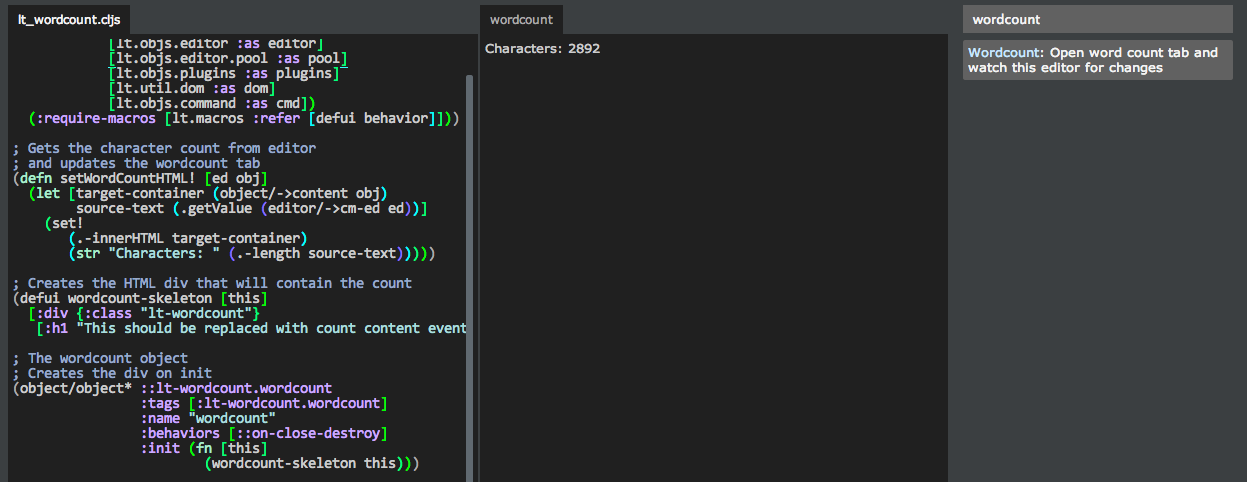 lt_wordcount.cljs
[lt.objs.editor :as editor]
[lt.objs.editor.pool :as pool]
[lt.objs.plugins :as plugins]
[lt.util.dom :as dom]
[lt.objs.command :as cmd])
(:require-macros [lt.macros :refer [defui behavior]]))
; Gets the character count from editor
; and updates the wordcount tab
(defn setWordCountHTML! [ed obj]
(let [target-container (object/->content obj)
source-text (.getValue (editor/->cm-ed ed))]
(set!
(.-innerHTML target-container)
(str "Characters: " (.-length source-text)))))
; Creates the HTML div that will contain the count
(defui wordcount-skeleton [this]
[:div {:class "lt-wordcount"}
[:h1 "This should be replaced with count content event
; The wordcount object
; Creates the div on init
(object/object* ::lt-wordcount.wordcount
:tags [:lt-wordcount.wordcount]
:name "wordcount"
:behaviors [::on-close-destroy]
:init (fn [this]
(wordcount-skeleton this)))
wordcount
Characters: 2892
wordcount
Wordcount: Open word count tab and
watch this editor for changes